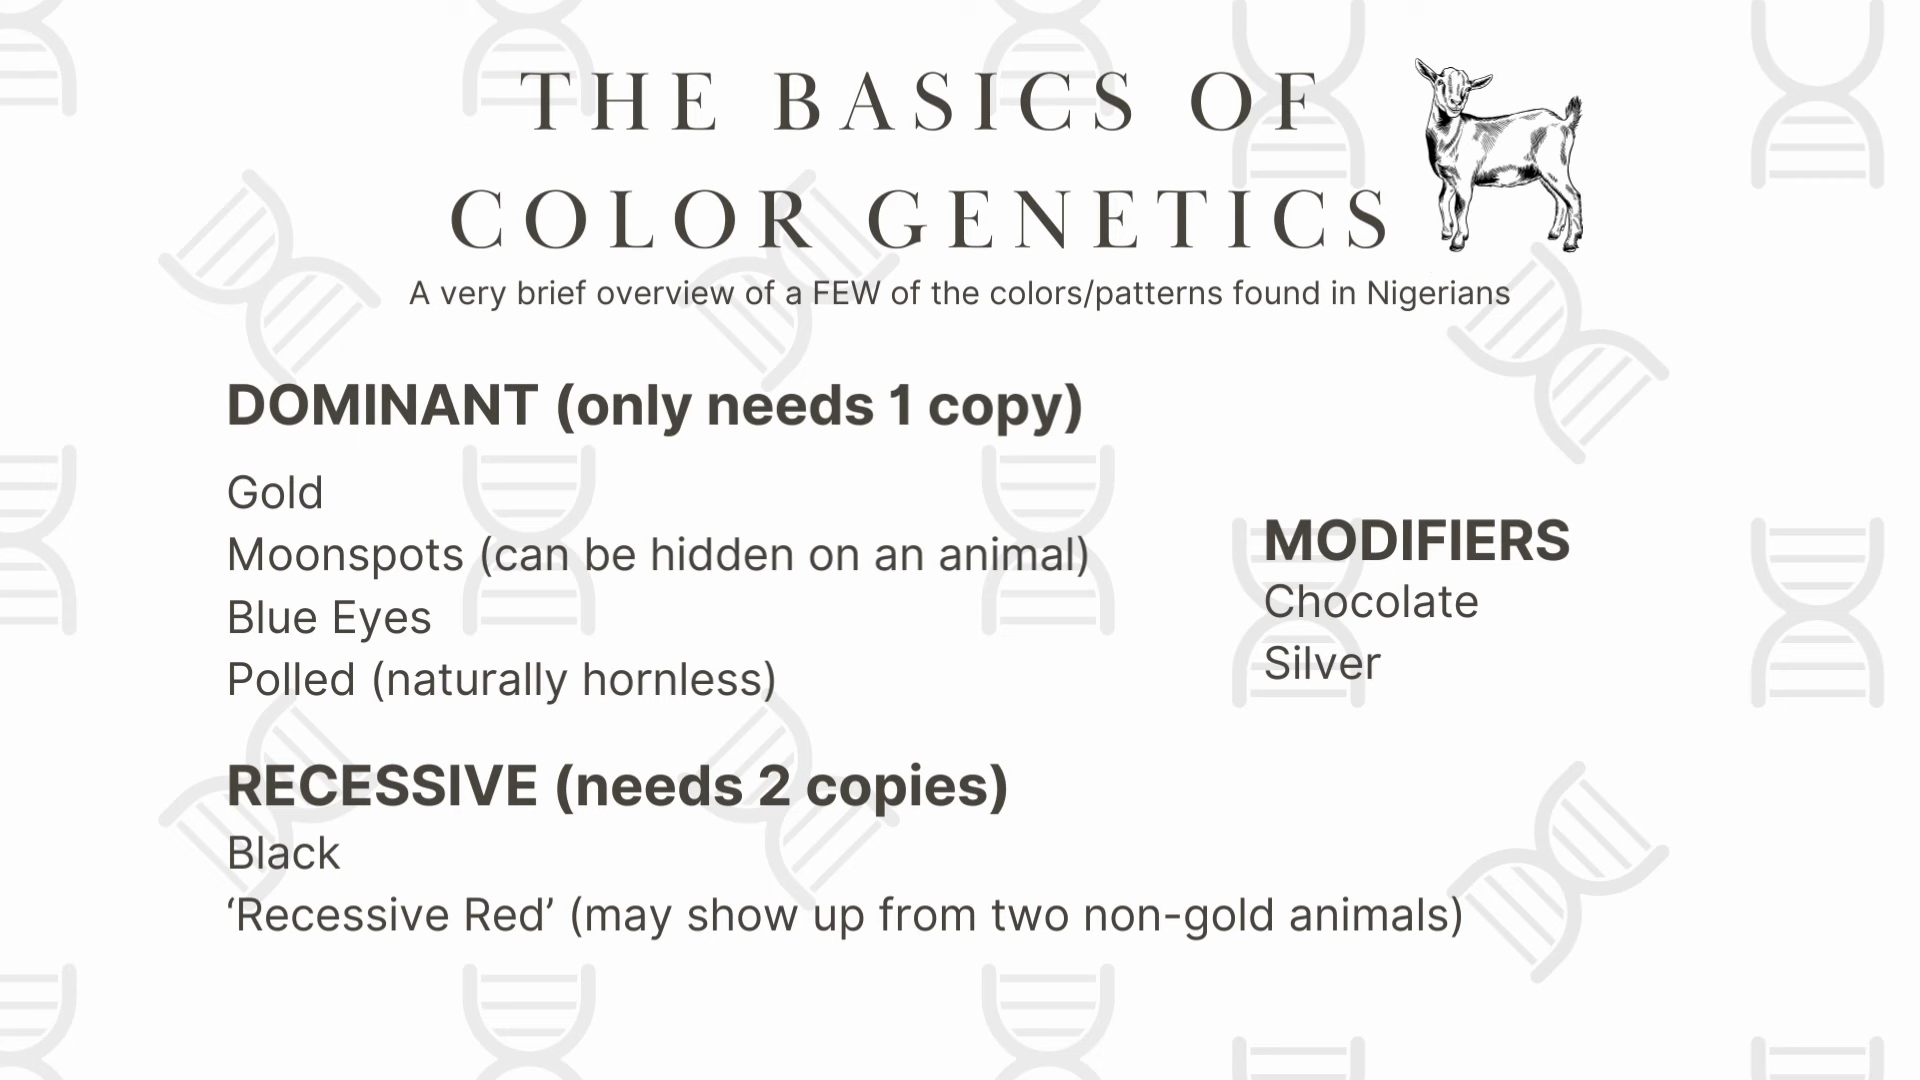 THE BASICS OF
COLOR GENETICS
A very brief overview of a FEW of the colors/patterns found in Nigerians
DOMINANT (only needs 1 copy)
Gold
Moonspots (can be hidden on an animal)
Blue Eyes
Polled (naturally hornless)
MODIFIERS
Chocolate
Silver
RECESSIVE (needs 2 copies)
Black
‘Recessive Red’ (may show up from two non-gold animals)